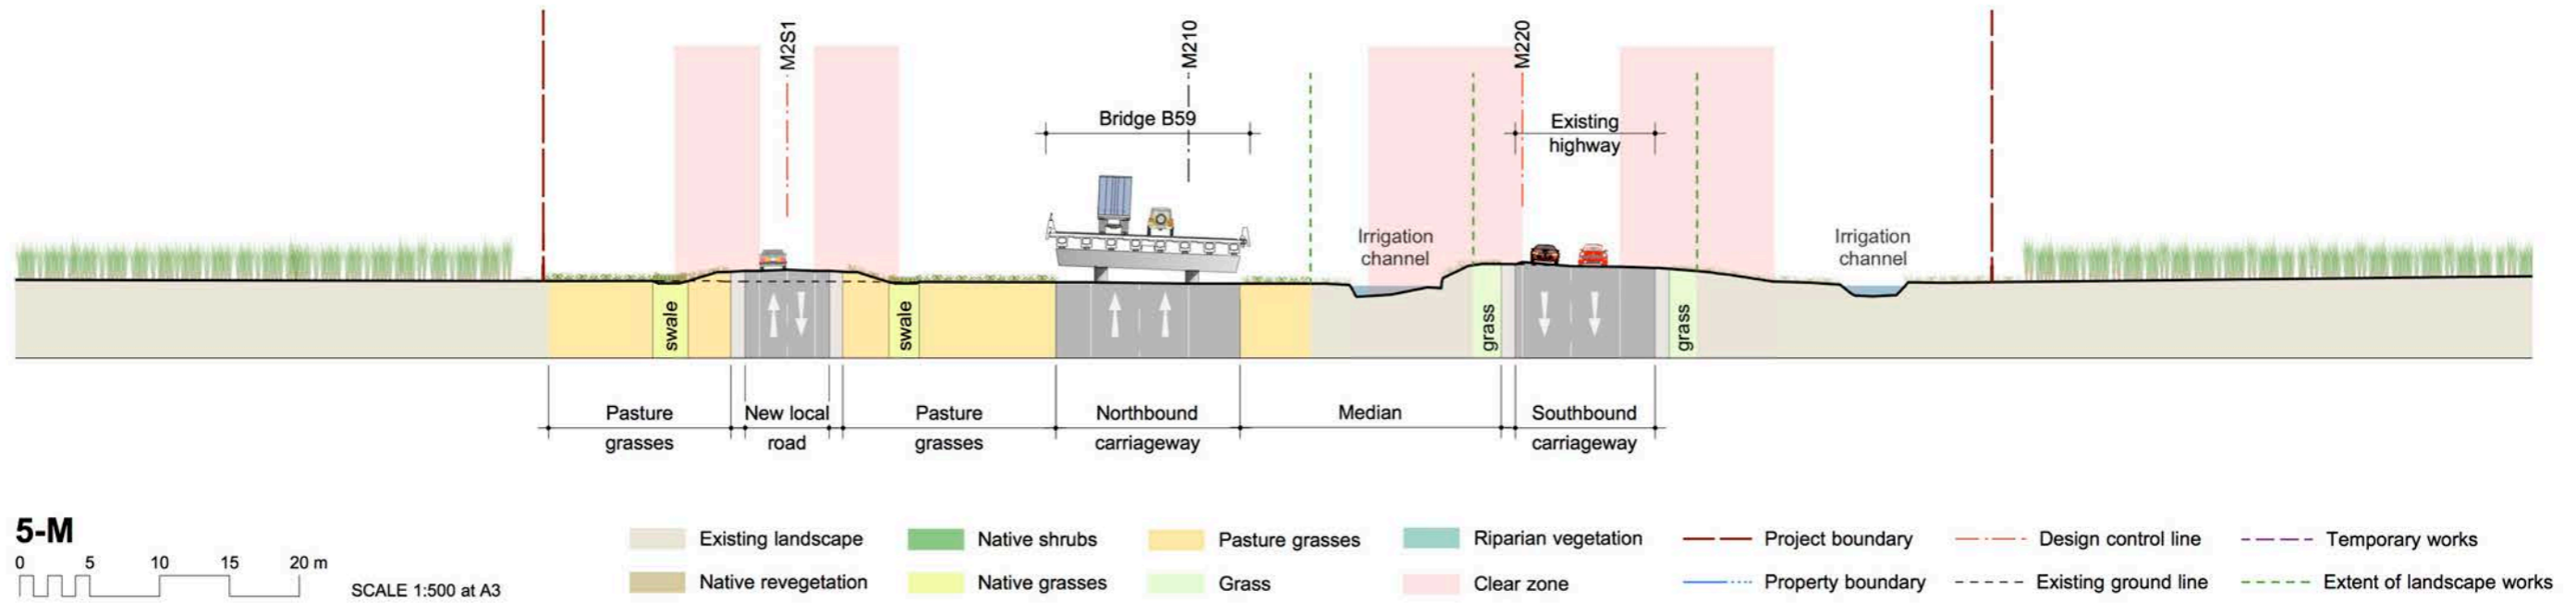 M2S1
M210
M220
Bridge B59
Existing
highway
Irrigation
channel
Irrigation
channel
swale
swale
grass
grass
Pasture
grasses
New local
road
Pasture
grasses
Northbound
carriageway
Median
Southbound
carriageway
5-M
0 5 10 15 20 m
SCALE 1:500 at A3
Existing landscape
Native shrubs
Pasture grasses
Riparian vegetation
Project boundary
Design control line
Temporary works
Native revegetation
Native grasses
Grass
Clear zone
Property boundary
Existing ground line
Extent of landscape works